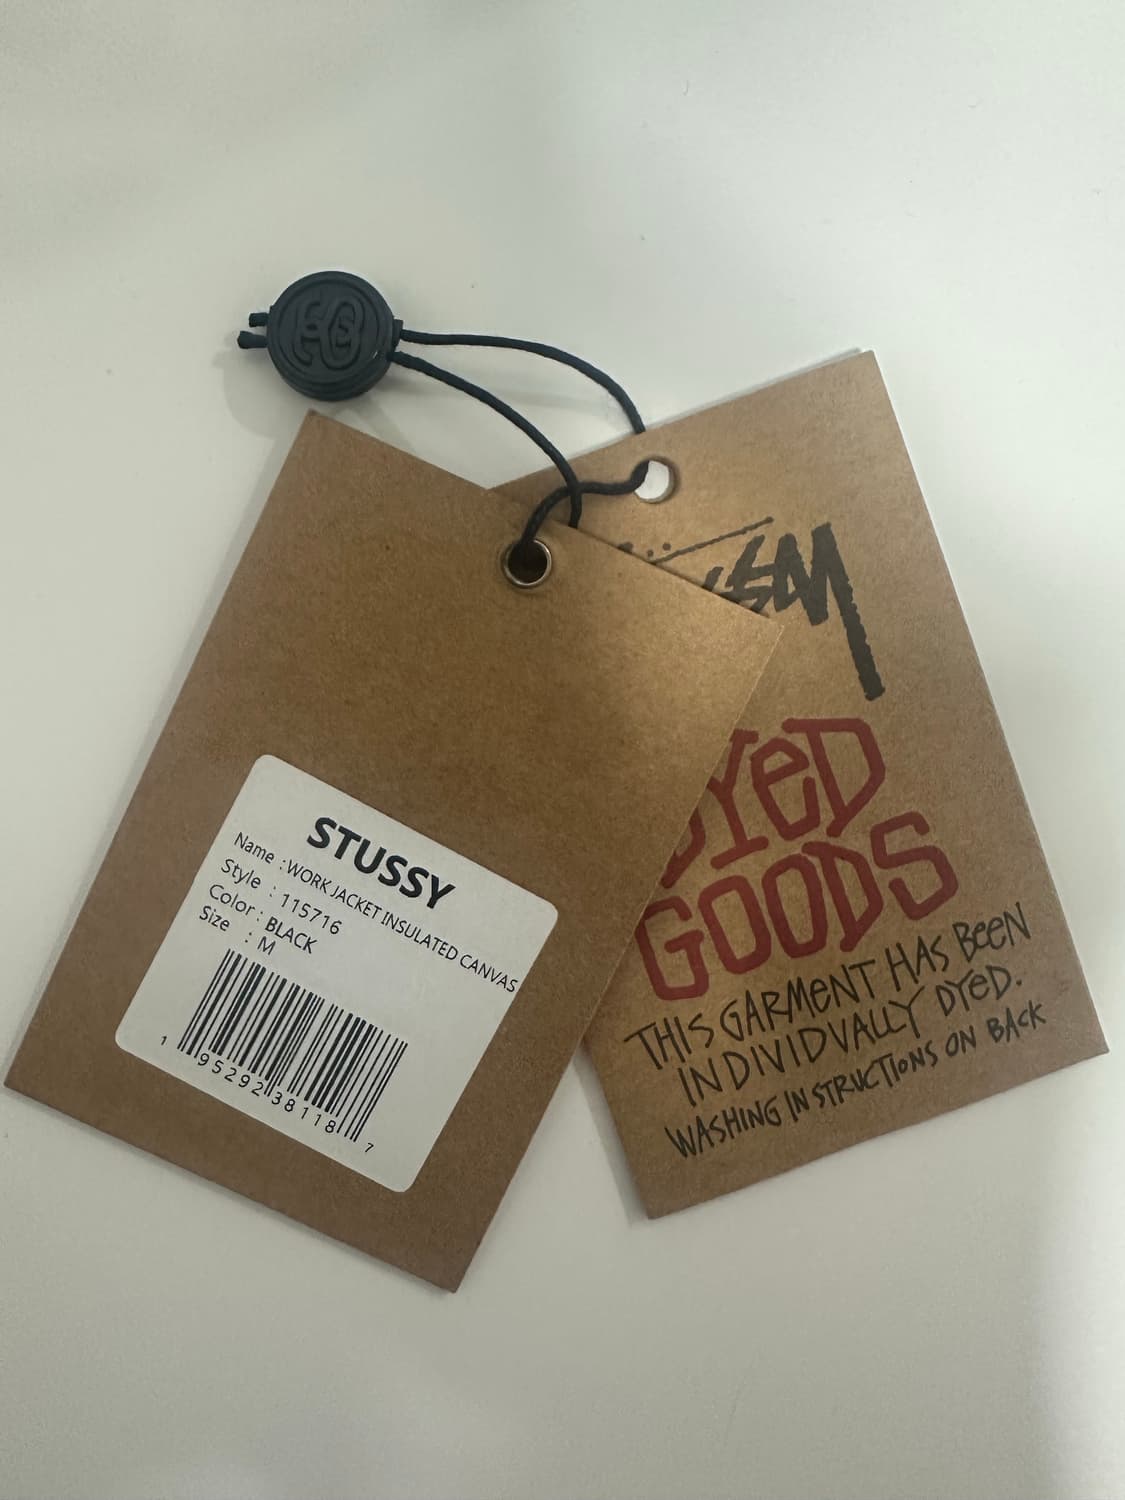 STUSSY
Name : WORK JACKET INSULATED CANVAS
Style : 115716
Color : BLACK
Size : M
1 95292 38118 7
DYeD
GOODS
THIS GARMeNT HAS BeeN
INDIVIDVALLY DYeD.
WASHING INSTRUCTIONS ON BACK